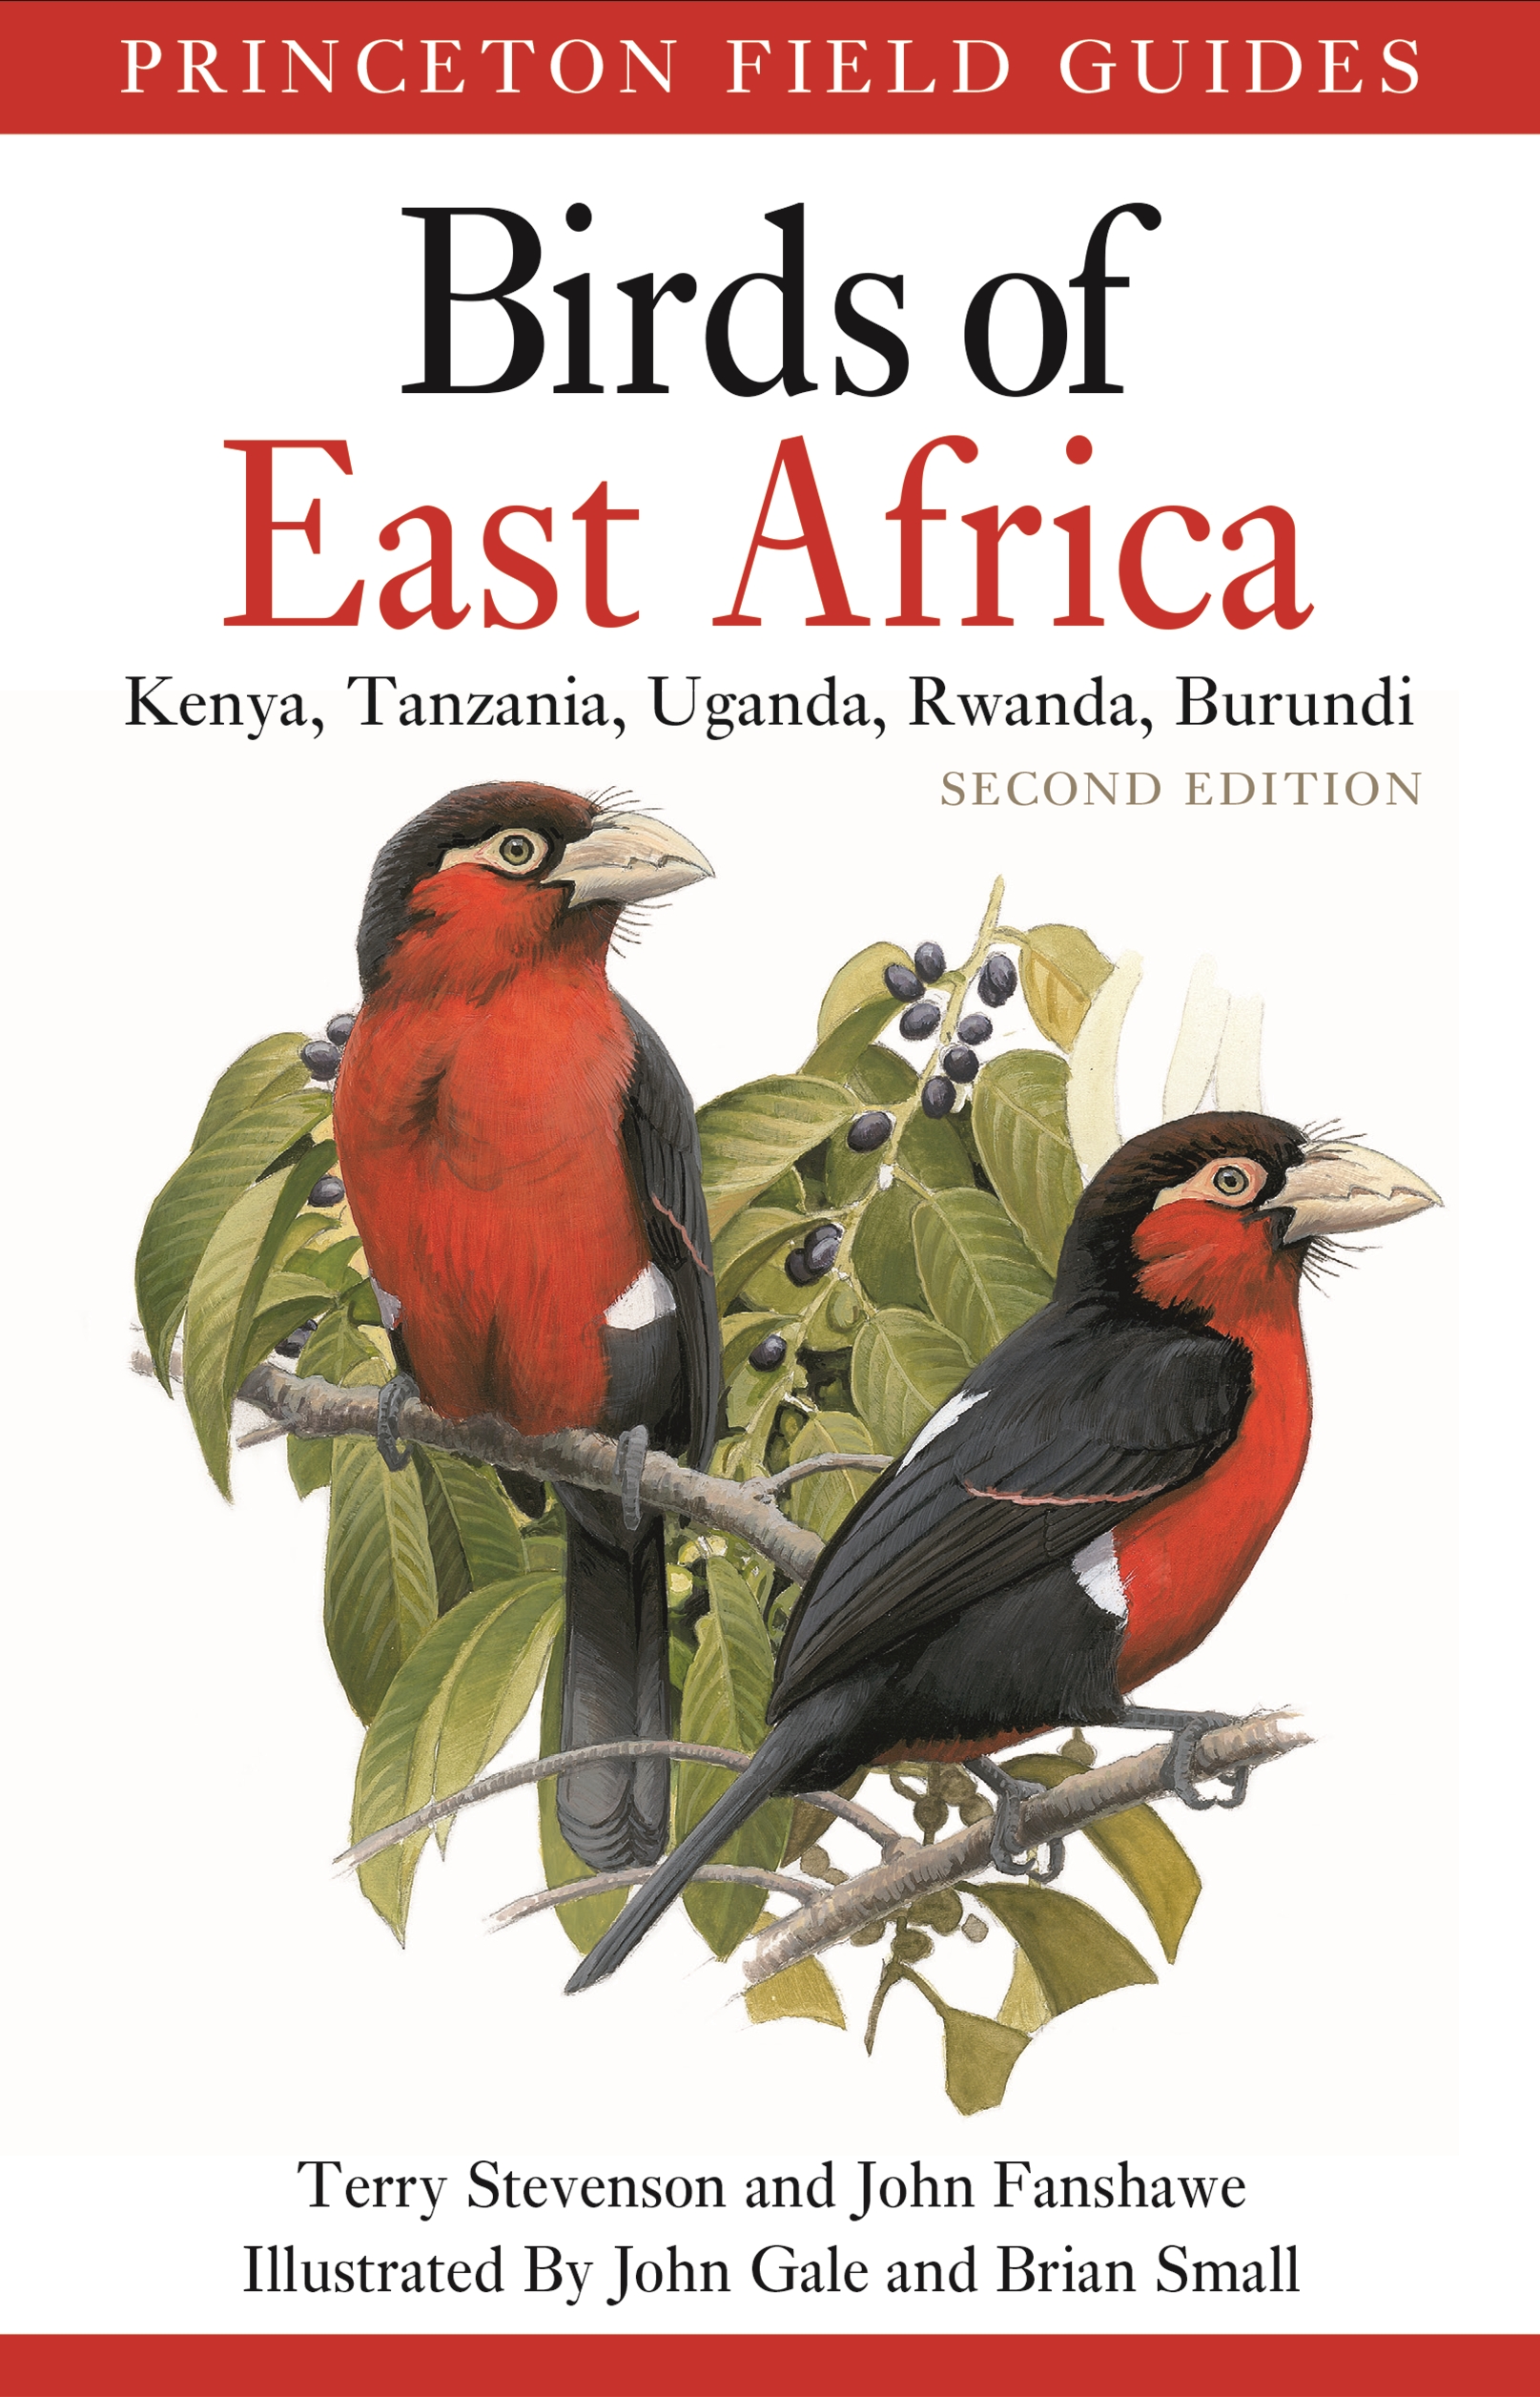 PRINCETON FIELD GUIDES
Birds of
East Africa
Kenya, Tanzania, Uganda, Rwanda, Burundi
SECOND EDITION
Terry Stevenson and John Fanshawe
Illustrated By John Gale and Brian Small